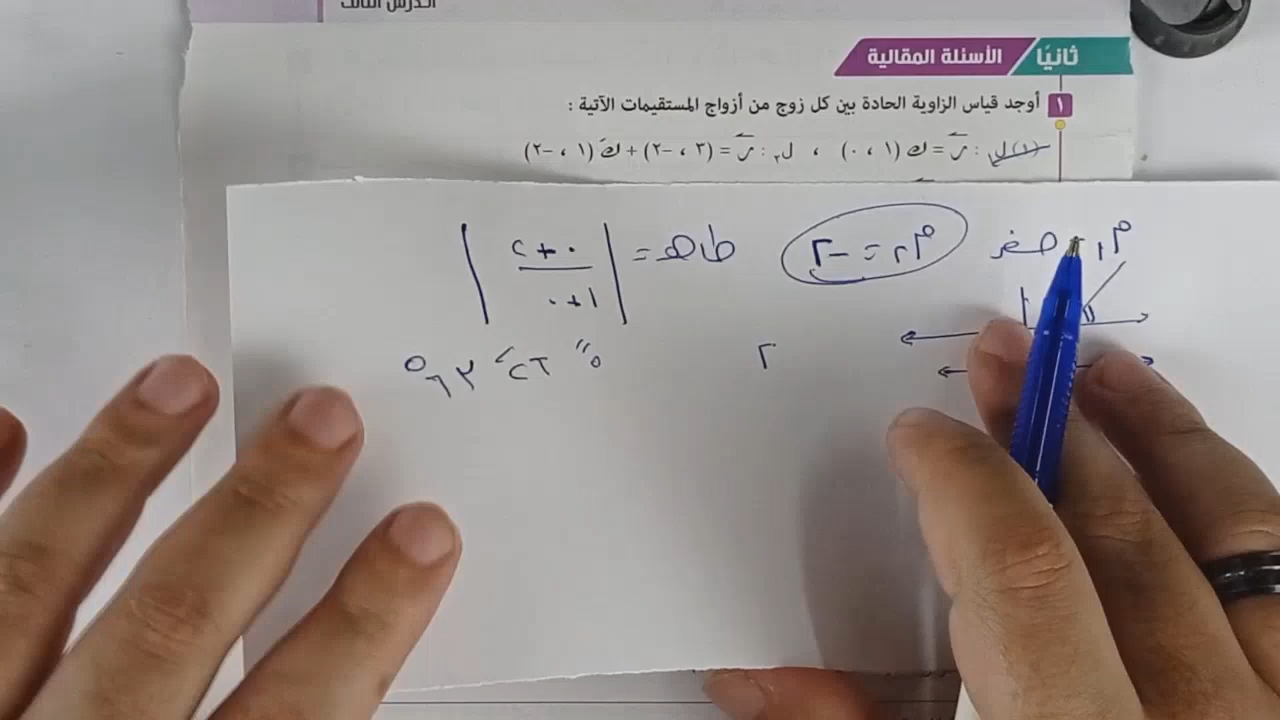 الدرس الثالث
ثانيًا الأسئلة المقالية
١ أوجد قياس الزاوية الحادة بين كل زوج من أزواج المستقيمات الآتية :
(١) ل١ : ر = ك (١ ، ٠) ، ل٢ : ر = (٣ ، -٢) + ك َ (١ ، -٢)
م١ = صفر م٢ = -٢ طاهـ = | (٠ + ٢) / (١ + ٠) |
٢ ٥ ً ٢٦ َ ٦٣ °